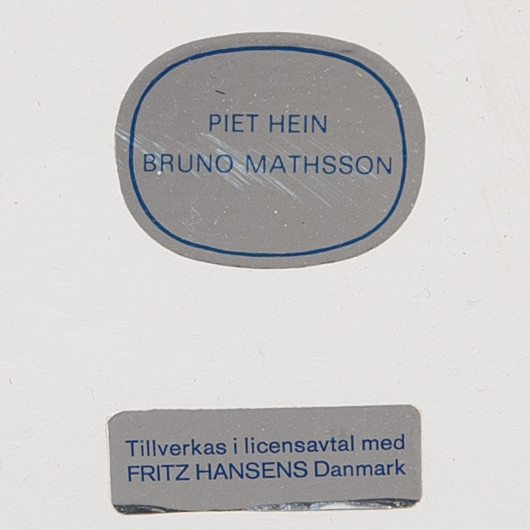 PIET HEIN
BRUNO MATHSSON
Tillverkas i licensavtal med
FRITZ HANSENS Danmark